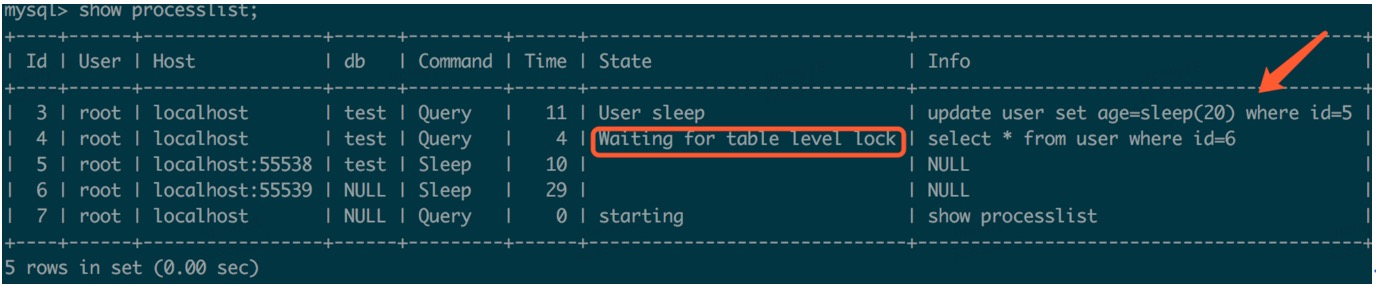 mysql> show processlist;
+----+------+-----------------+------+---------+------+------------------------------+------------------------------------------+
| Id | User | Host | db | Command | Time | State | Info |
+----+------+-----------------+------+---------+------+------------------------------+------------------------------------------+
| 3 | root | localhost | test | Query | 11 | User sleep | update user set age=sleep(20) where id=5 |
| 4 | root | localhost | test | Query | 4 | Waiting for table level lock | select * from user where id=6 |
| 5 | root | localhost:55538 | test | Sleep | 10 | | NULL |
| 6 | root | localhost:55539 | NULL | Sleep | 29 | | NULL |
| 7 | root | localhost | NULL | Query | 0 | starting | show processlist |
+----+------+-----------------+------+---------+------+------------------------------+------------------------------------------+
5 rows in set (0.00 sec)